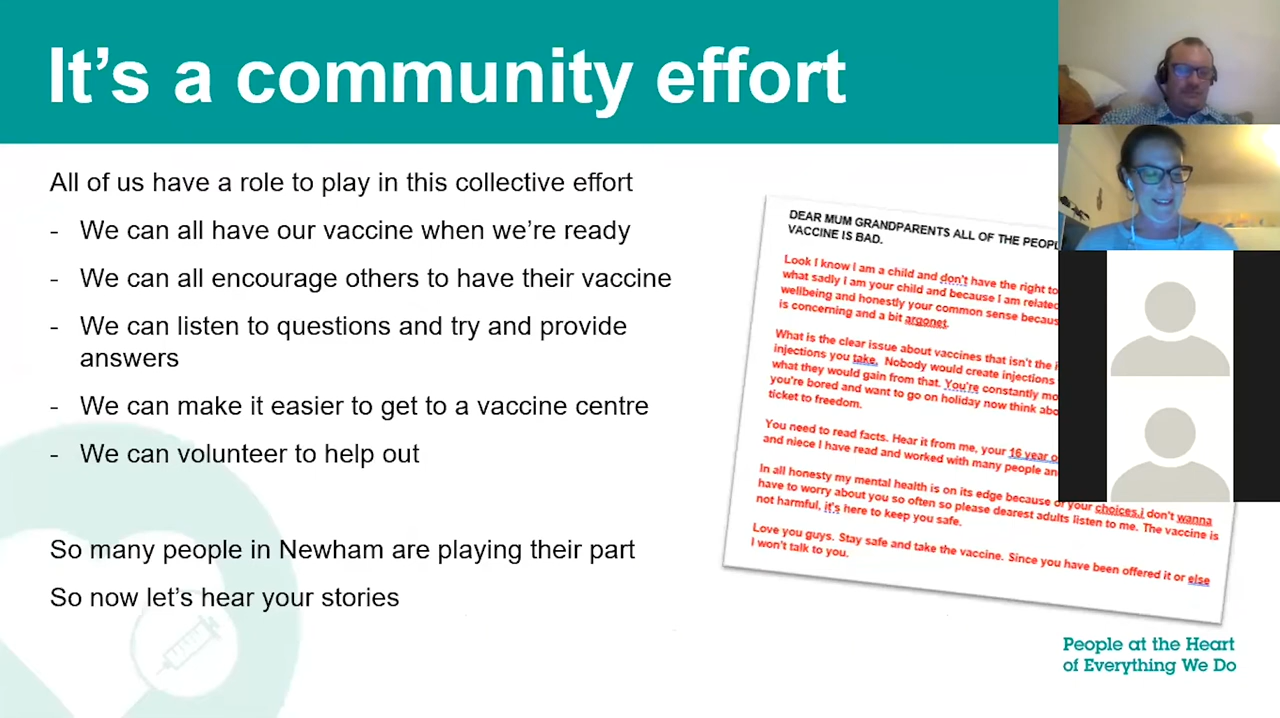 It's a community effort
All of us have a role to play in this collective effort
- We can all have our vaccine when we're ready
- We can all encourage others to have their vaccine
- We can listen to questions and try and provide
answers
- We can make it easier to get to a vaccine centre
- We can volunteer to help out
So many people in Newham are playing their part
So now let's hear your stories
DEAR MUM GRANDPARENTS ALL OF THE
VACCINE IS BAD.
Look I know I am a child and don't have the right to
what sadly I am your child and because I am related
wellbeing and honestly your common sense
is concerning and a bit argonet.
What is the clear issue about vaccines that isn't the
injections you take. Nobody would create injections
what they would gain from that. You're constantly
you're bored and want to go on holiday now think
ticket to freedom.
You need to read facts. Hear it from me, your 16 year
and niece I have read and worked with many people
In all honesty my mental health is on its edge because of your choices.i don't wanna
have to worry about you so often so please dearest adults listen to me. The vaccine is
not harmful, it's here to keep you safe.
Love you guys. Stay safe and take the vaccine. Since you have been offered it or else
I won't talk to you.
People at the Heart
of Everything We Do